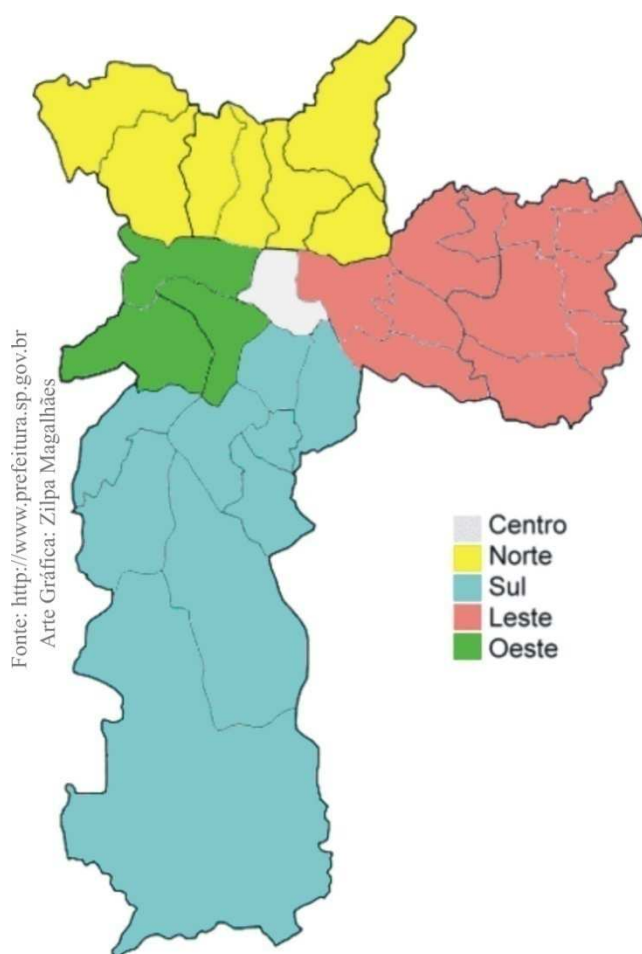 Fonte: http://www.prefeitura.sp.gov.br
Arte Gráfica: Zilpa Magalhães
Centro
Norte
Sul
Leste
Oeste